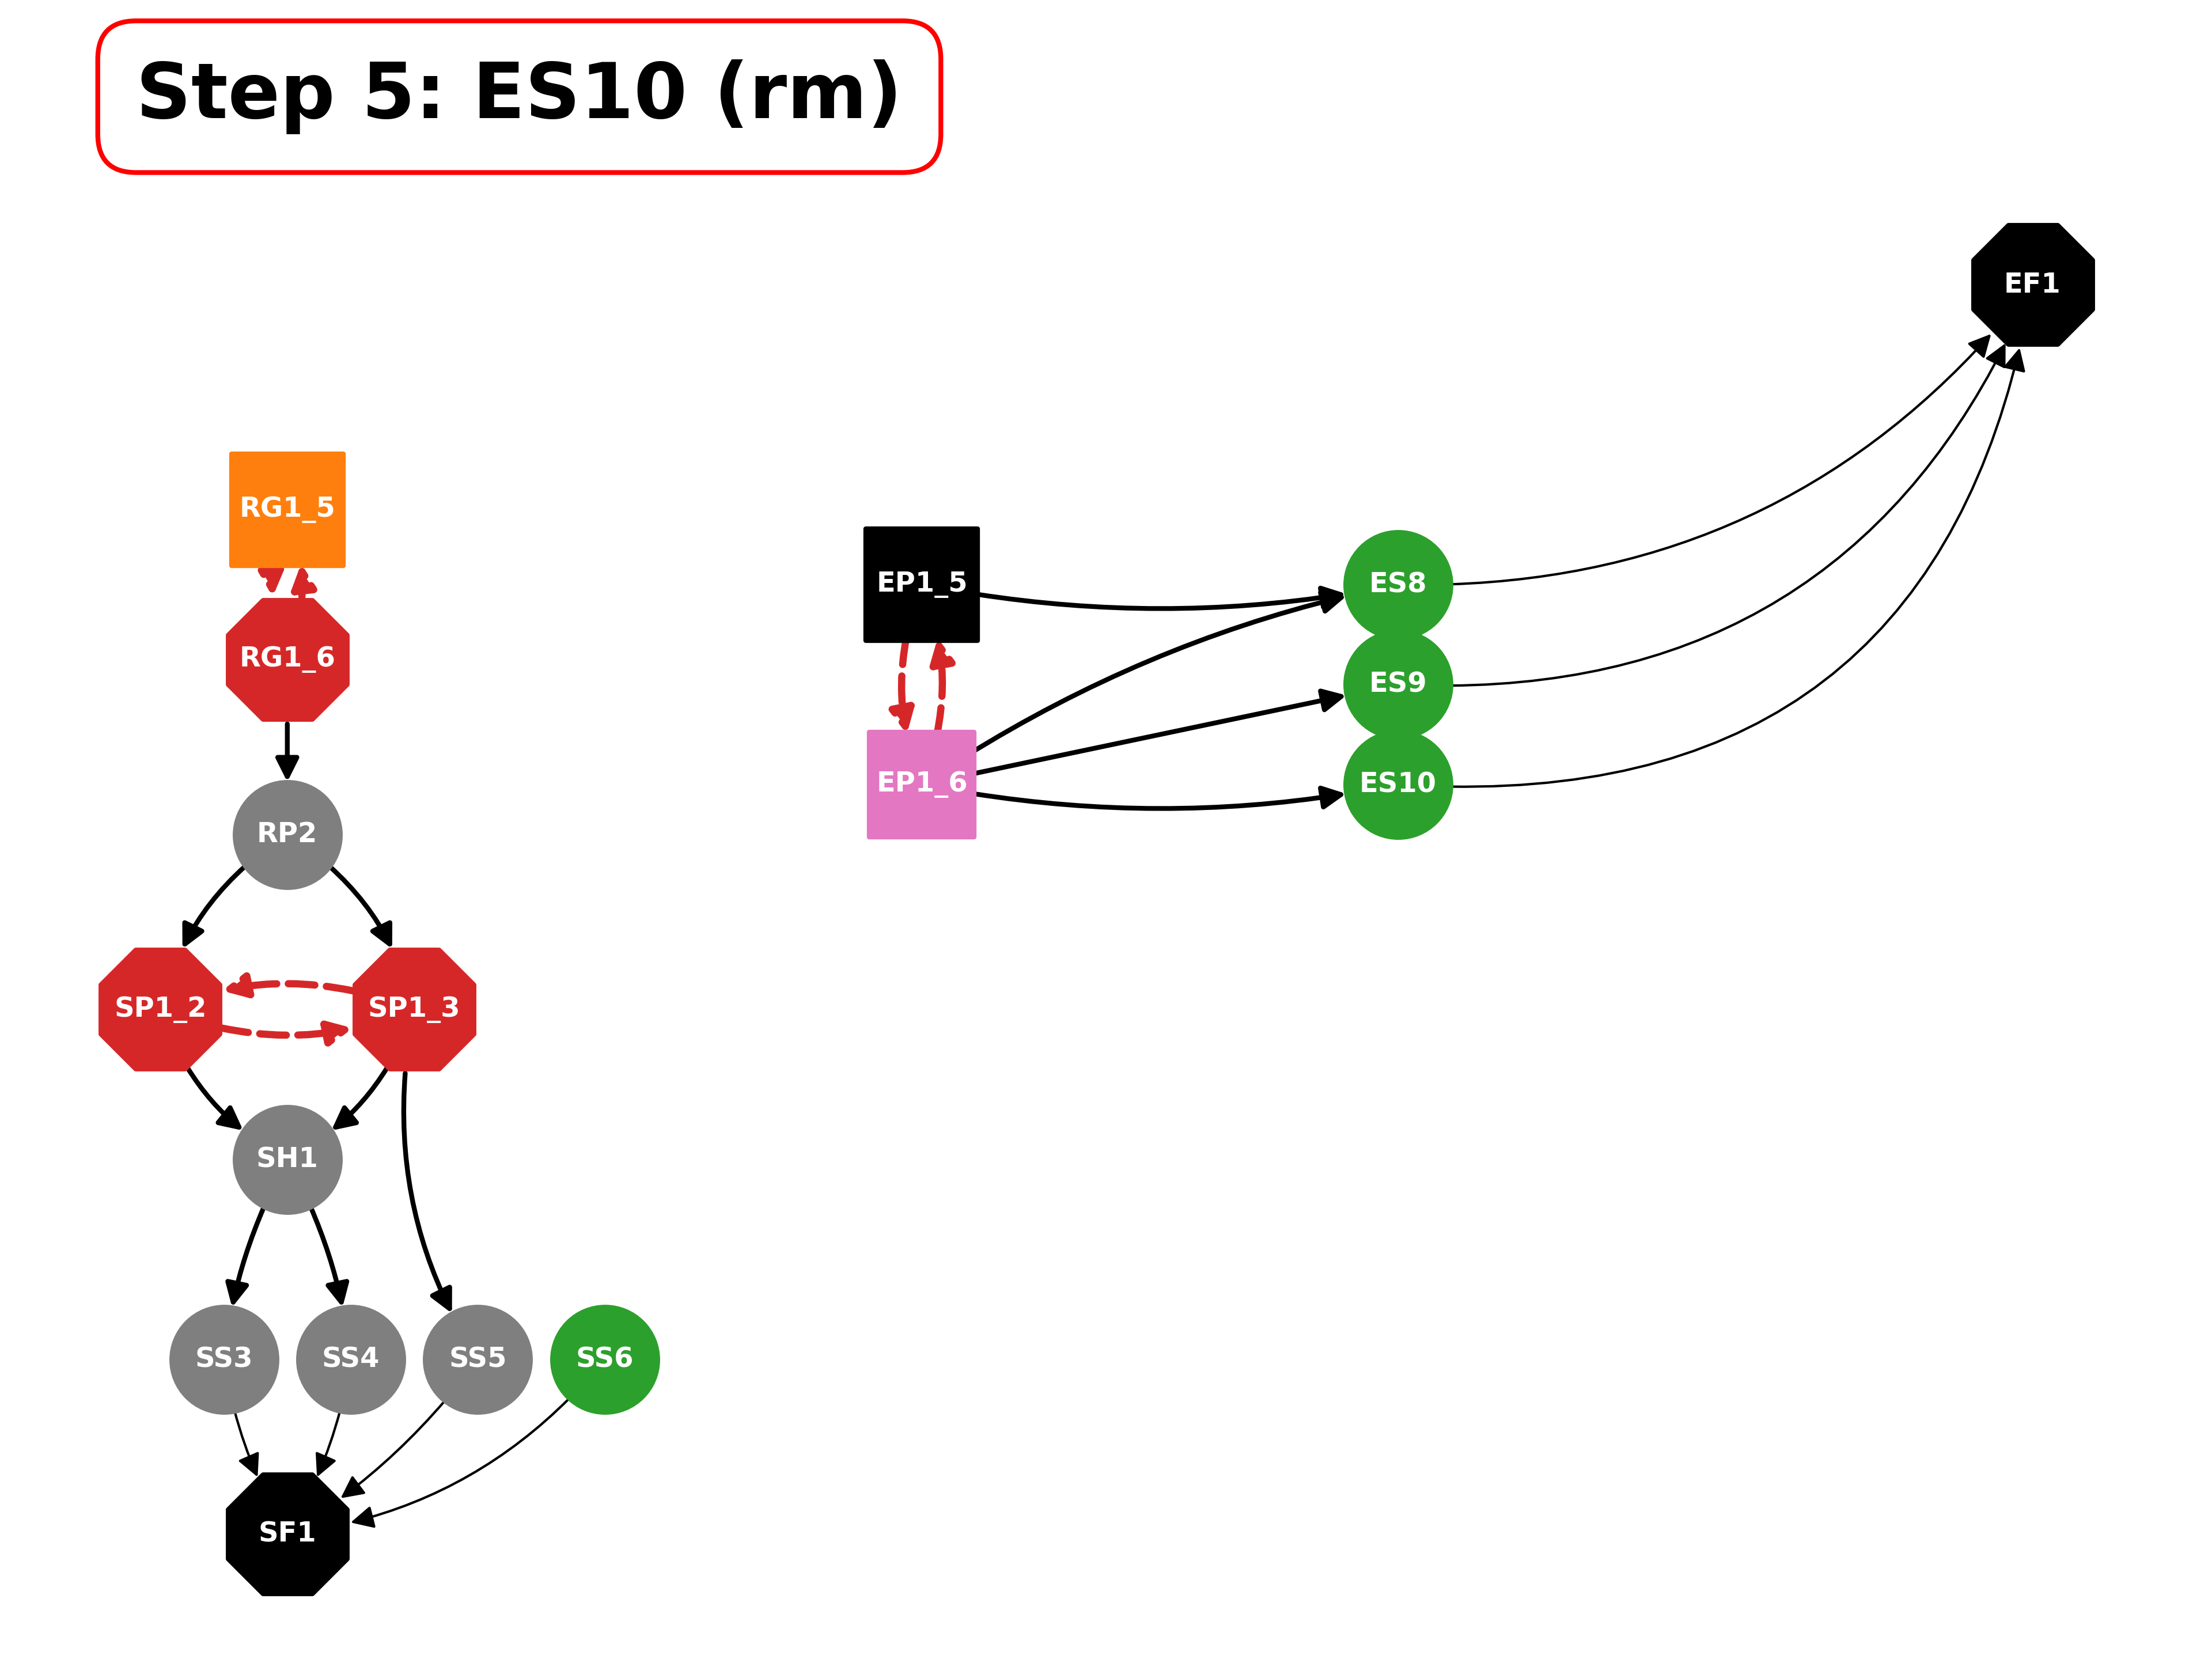 Step 5: ES10 (rm)
EF1
RG1_5
EP1_5
ES8
RG1_6
ES9
EP1_6
ES10
RP2
SP1_2
SP1_3
SH1
SS3
SS4
SS5
SS6
SF1